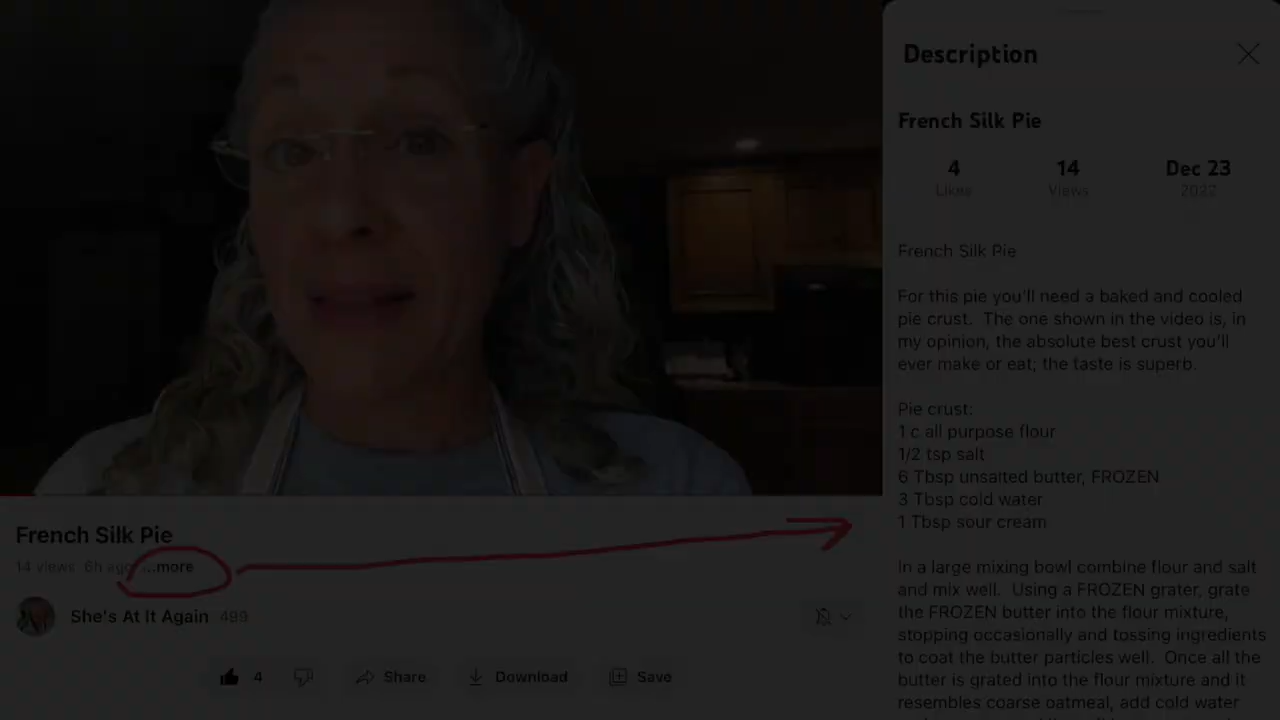 French Silk Pie
14 views 6h ago ...more
She's At It Again 499
4 Share Download Save
Description
French Silk Pie
4 14 Dec 23
Likes Views 2022
French Silk Pie
For this pie you'll need a baked and cooled
pie crust. The one shown in the video is, in
my opinion, the absolute best crust you'll
ever make or eat; the taste is superb.
Pie crust:
1 c all purpose flour
1/2 tsp salt
6 Tbsp unsalted butter, FROZEN
3 Tbsp cold water
1 Tbsp sour cream
In a large mixing bowl combine flour and salt
and mix well. Using a FROZEN grater, grate
the FROZEN butter into the flour mixture,
stopping occasionally and tossing ingredients
to coat the butter particles well. Once all the
butter is grated into the flour mixture and it
resembles coarse oatmeal, add cold water